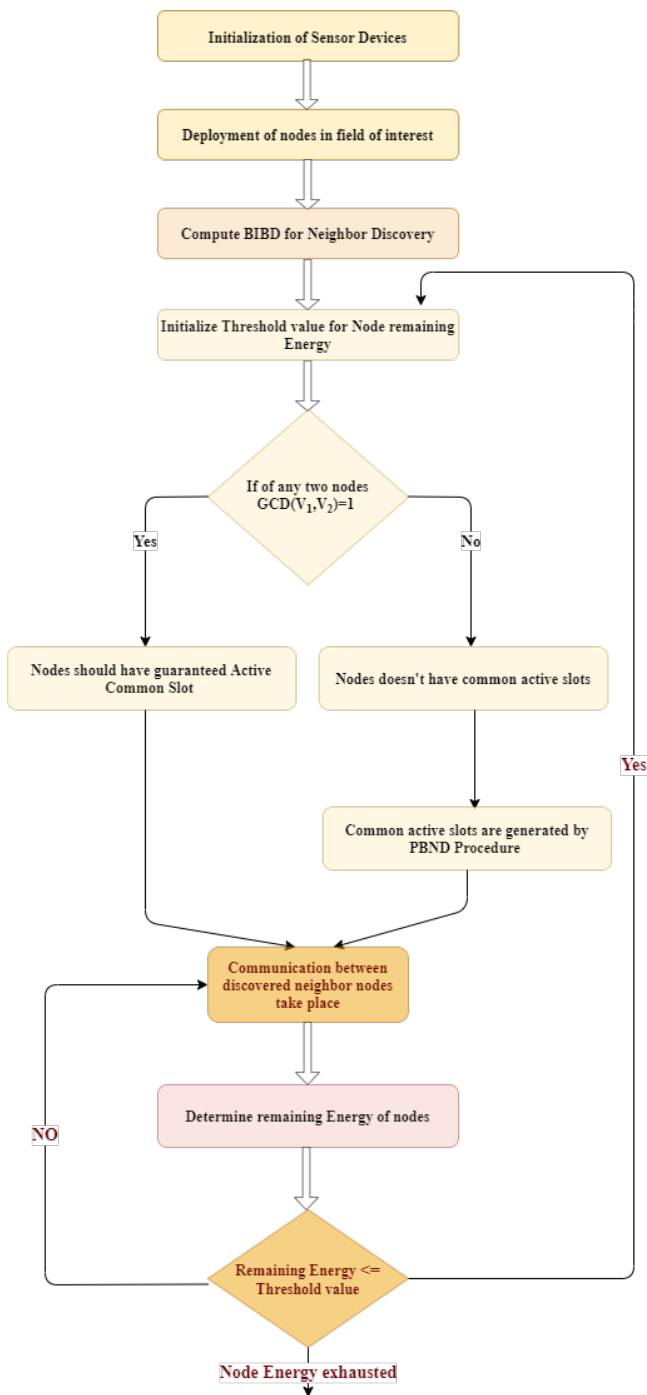 Initialization of Sensor Devices
Deployment of nodes in field of interest
Compute BIBD for Neighbor Discovery
Initialize Threshold value for Node remaining
Energy
If of any two nodes
GCD(V₁,V₂)=1
Yes
No
Nodes should have guaranteed Active
Common Slot
Nodes doesn't have common active slots
Yes
Common active slots are generated by
PBND Procedure
Communication between
discovered neighbor nodes
take place
Determine remaining Energy of nodes
NO
Remaining Energy <=
Threshold value
Node Energy exhausted